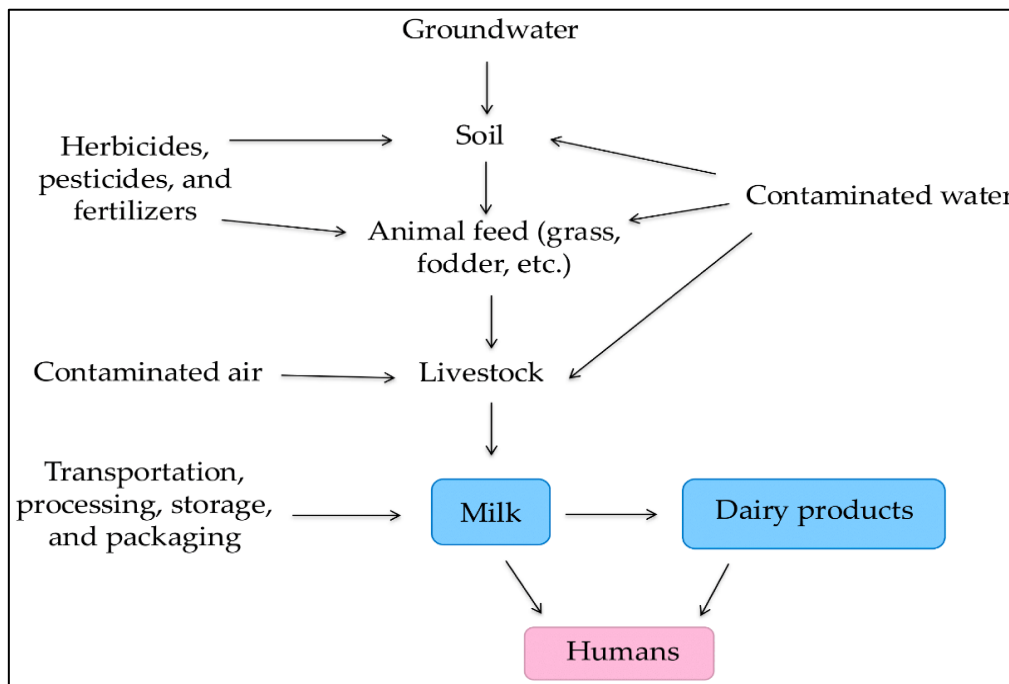 Groundwater
Soil
Herbicides,
pesticides, and
fertilizers
Contaminated water
Animal feed (grass,
fodder, etc.)
Contaminated air
Livestock
Transportation,
processing, storage,
and packaging
Milk
Dairy products
Humans